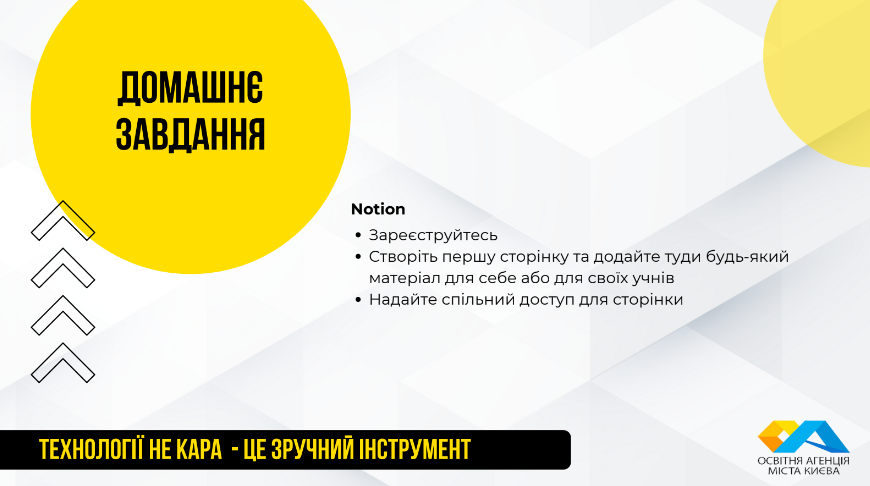 ДОМАШНЄ
ЗАВДАННЯ
Notion
• Зареєструйтесь
• Створіть першу сторінку та додайте туди будь-який
матеріал для себе або для своїх учнів
• Надайте спільний доступ для сторінки
ТЕХНОЛОГІЇ НЕ КАРА - ЦЕ ЗРУЧНИЙ ІНСТРУМЕНТ
ОСВІТНЯ АГЕНЦІЯ
МІСТА КИЄВА